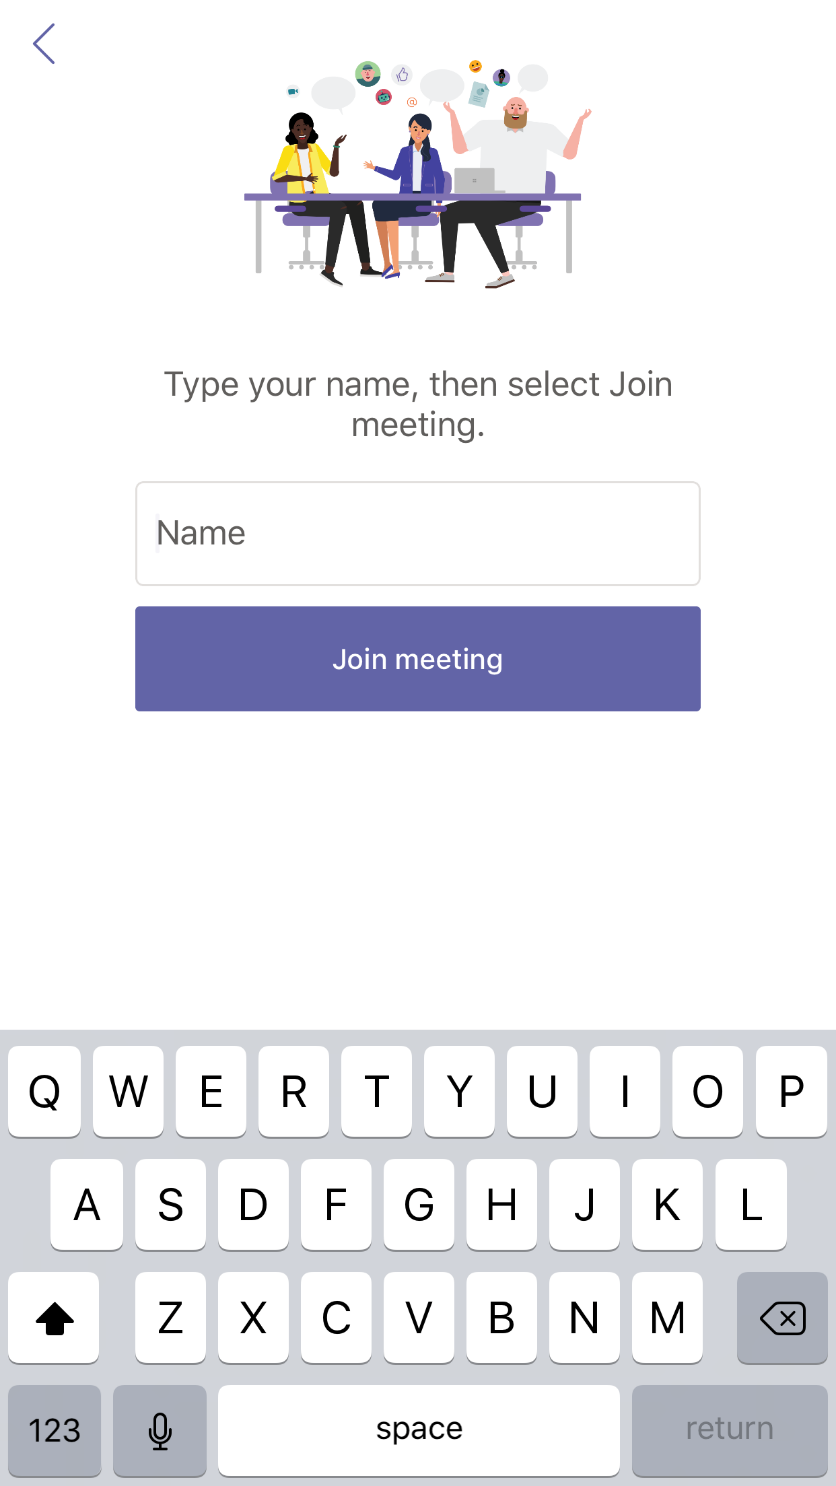 Type your name, then select Join
meeting.
Name
Join meeting
Q W E R T Y U I O P
A S D F G H J K L
Z X C V B N M
123 space return